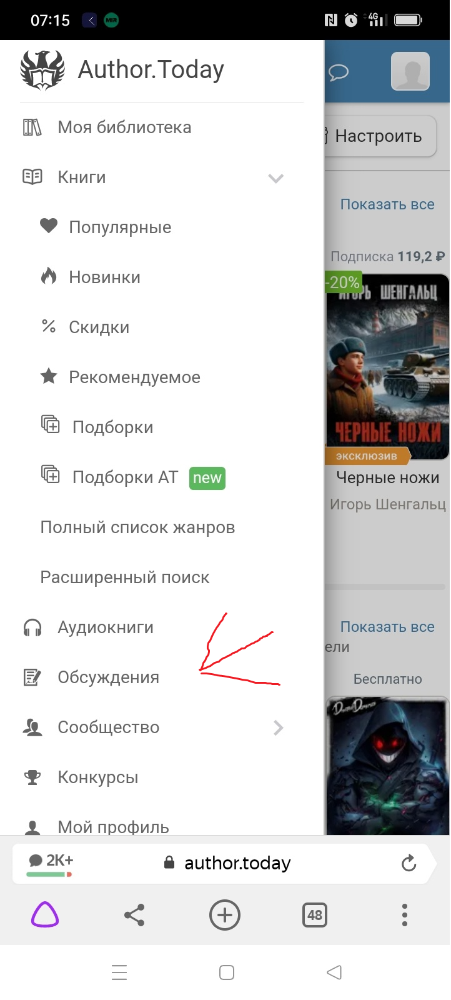 07:15
MIR
4G
Author.Today
Моя библиотека
Книги
Популярные
Новинки
Скидки
Рекомендуемое
Подборки
Подборки АТ new
Полный список жанров
Расширенный поиск
Аудиокниги
Обсуждения
Сообщество
Конкурсы
Мой профиль
Настроить
Показать все
Подписка 119,2 ₽
-20%
ИГОРЬ ШЕНГАЛЬЦ
ЧЕРНЫЕ НОЖИ
эксклюзив
Черные ножи
Игорь Шенгальц
Показать все
ели
Бесплатно
2K+
author.today
48